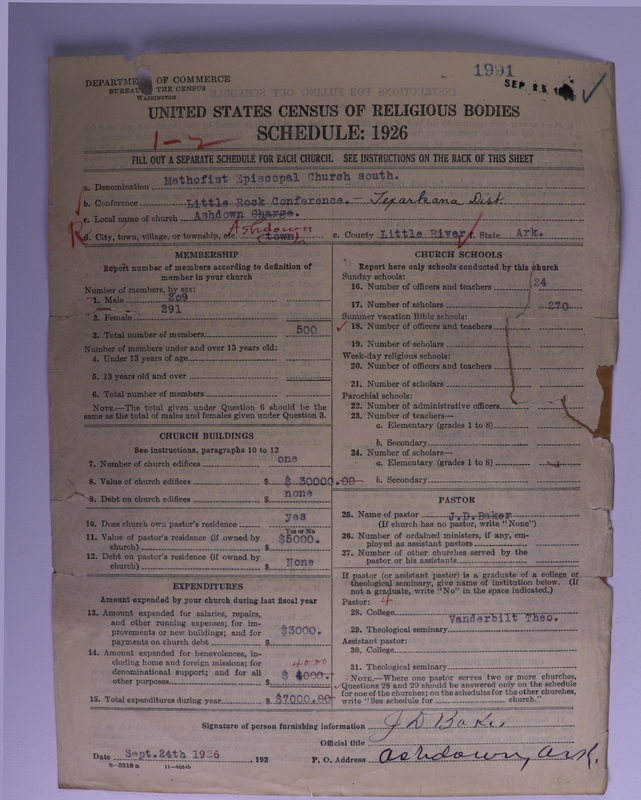 1991
SEP 25
DEPARTMENT OF COMMERCE
BUREAU THE CENSUS
WASHINGTON
UNITED STATES CENSUS OF RELIGIOUS BODIES
SCHEDULE: 1926
1-2
FILL OUT A SEPARATE SCHEDULE FOR EACH CHURCH. SEE INSTRUCTIONS ON THE BACK OF THIS SHEET
a. Denomination Methofist Episcopal Church south.
b. Conference Little Rock Conference. — Texarkana Dist
c. Local name of church Ashdown Charge.
d. City, town, village, or township, etc. Ashdown (town) e. County Little River f. State Ark.
MEMBERSHIP
Report number of members according to definition of
member in your church
Number of members, by sex:
1. Male 209
2. Female 291
3. Total number of members 500
Number of members under and over 13 years old:
4. Under 13 years of age
5. 13 years old and over
6. Total number of members
NOTE.—The total given under Question 6 should be the
same as the total of males and females given under Question 3.
CHURCH BUILDINGS
See instructions, paragraphs 10 to 12
7. Number of church edifices one
8. Value of church edifices $ $ 30000.00
9. Debt on church edifices $ none
10. Does church own pastor's residence yes
Yes or No
11. Value of pastor's residence (if owned by
church) $ $5000.
12. Debt on pastor's residence (if owned by
church) $ None
EXPENDITURES
Amount expended by your church during last fiscal year
13. Amount expended for salaries, repairs,
and other running expenses; for im-
provements or new buildings; and for
payments on church debt $ $3000.
14. Amount expended for benevolences, in-
cluding home and foreign missions; for
denominational support; and for all 4000
other purposes $ $ 4000.
15. Total expenditures during year $ $7000.00
CHURCH SCHOOLS
Report here only schools conducted by this church
Sunday schools:
16. Number of officers and teachers 24
17. Number of scholars 270
Summer vacation Bible schools:
18. Number of officers and teachers
19. Number of scholars
Week-day religious schools:
20. Number of officers and teachers
21. Number of scholars
Parochial schools:
22. Number of administrative officers
23. Number of teachers—
a. Elementary (grades 1 to 8)
b. Secondary
24. Number of scholars—
a. Elementary (grades 1 to 8)
b. Secondary
PASTOR
25. Name of pastor J.D.Baker
(If church has no pastor, write "None")
26. Number of ordained ministers, if any, em-
ployed as assistant pastors
27. Number of other churches served by the
pastor or his assistants
If pastor (or assistant pastor) is a graduate of a college or
theological seminary, give name of institution below. (If
not a graduate, write "No" in the space indicated.)
Pastor: 4
28. College
29. Theological seminary Vanderbilt Theo.
Assistant pastor:
30. College
31. Theological seminary
NOTE.—Where one pastor serves two or more churches,
Questions 28 and 29 should be answered only on the schedule
for one of the churches; on the schedules for the other churches,
write "See schedule for church."
Signature of person furnishing information J D Baker
Official title
Date Sept.24th 1926, 192 P. O. Address Ashdown, Ark.